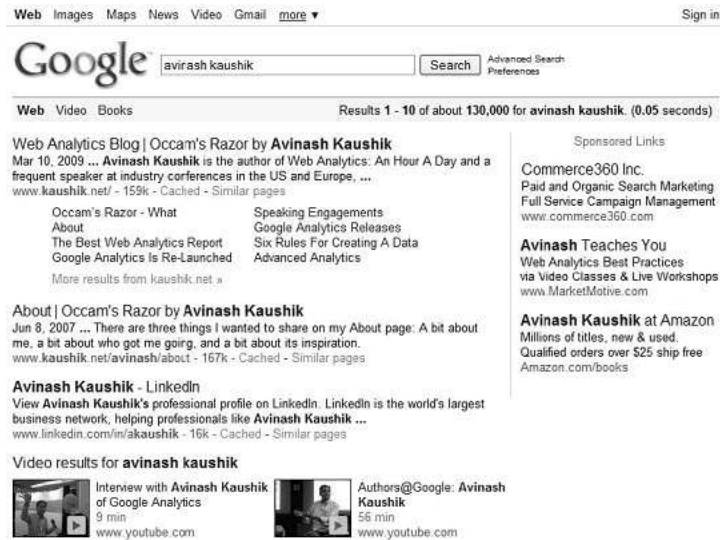 Web Images Maps News Video Gmail more ▼ Sign in
Google™ avirash kaushik Search Advanced Search
Preferences
Web Video Books Results 1 - 10 of about 130,000 for avinash kaushik. (0.05 seconds)
Web Analytics Blog | Occam's Razor by Avinash Kaushik
Mar 10, 2009 ... Avinash Kaushik is the author of Web Analytics: An Hour A Day and a
frequent speaker at industry conferences in the US and Europe, ...
www.kaushik.net/ - 159k - Cached - Similar pages
Occam's Razor - What Speaking Engagements
About Google Analytics Releases
The Best Web Analytics Report Six Rules For Creating A Data
Google Analytics Is Re-Launched Advanced Analytics
More results from kaushik.net »
About | Occam's Razor by Avinash Kaushik
Jun 8, 2007 ... There are three things I wanted to share on my About page: A bit about
me, a bit about who got me going, and a bit about its inspiration.
www.kaushik.net/avinash/about - 167k - Cached - Similar pages
Avinash Kaushik - LinkedIn
View Avinash Kaushik's professional profile on LinkedIn. LinkedIn is the world's largest
business network, helping professionals like Avinash Kaushik ...
www.linkedin.com/in/akaushik - 16k - Cached - Similar pages
Video results for avinash kaushik
Interview with Avinash Kaushik
of Google Analytics
9 min
www.youtube.com
Authors@Google: Avinash
Kaushik
56 min
www.youtube.com
Sponsored Links
Commerce360 Inc.
Paid and Organic Search Marketing
Full Service Campaign Management
www.commerce360.com
Avinash Teaches You
Web Analytics Best Practices
via Video Classes & Live Workshops
www.MarketMotive.com
Avinash Kaushik at Amazon
Millions of titles, new & used.
Qualified orders over $25 ship free
Amazon.com/books